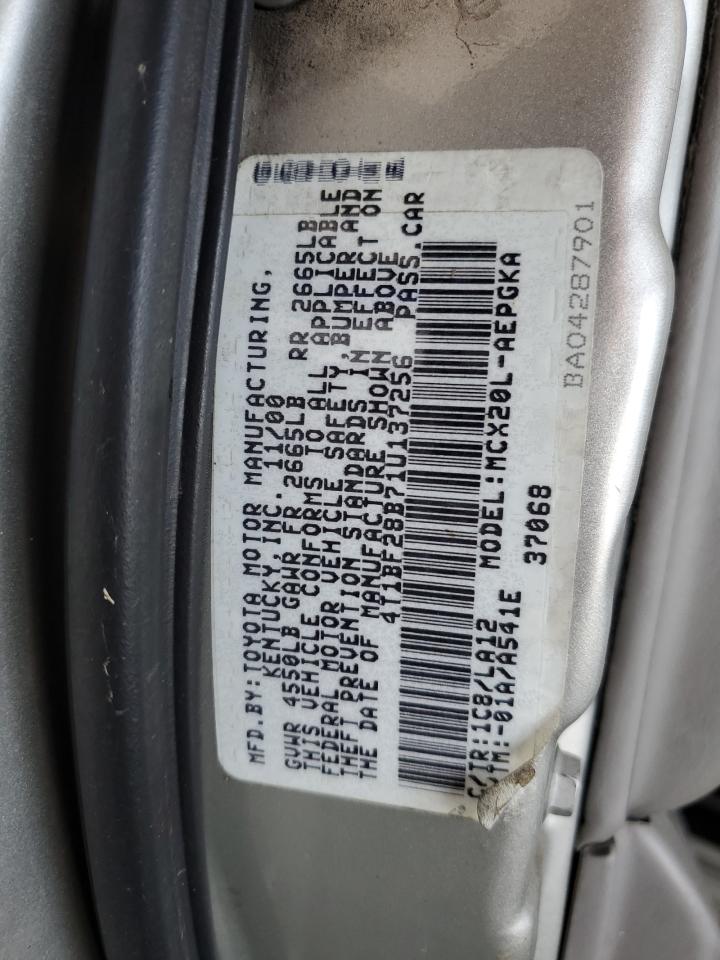 MFD.BY:TOYOTA MOTOR MANUFACTURING,
KENTUCKY,INC. 11/00
GVWR 4550LB GAWR FR 2665LB RR 2665LB
THIS VEHICLE CONFORMS TO ALL APPLICABLE
FEDERAL MOTOR VEHICLE SAFETY,BUMPER AND
THEFT PREVENTION STANDARDS IN EFFECT ON
THE DATE OF MANUFACTURE SHOWN ABOVE
4T1BF28B71U137256 PASS.CAR
C/TR:1C8/LA12 MODEL:MCX20L-AEPGKA
-01A/A541E 37068
BA04287901